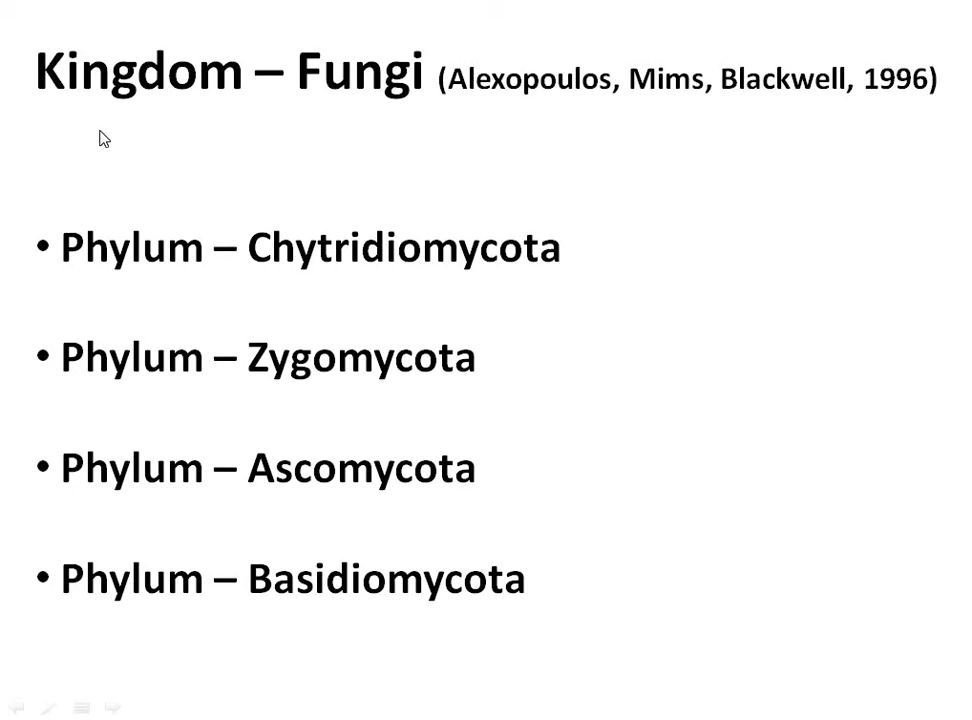 Kingdom – Fungi (Alexopoulos, Mims, Blackwell, 1996)
• Phylum – Chytridiomycota
• Phylum – Zygomycota
• Phylum – Ascomycota
• Phylum – Basidiomycota